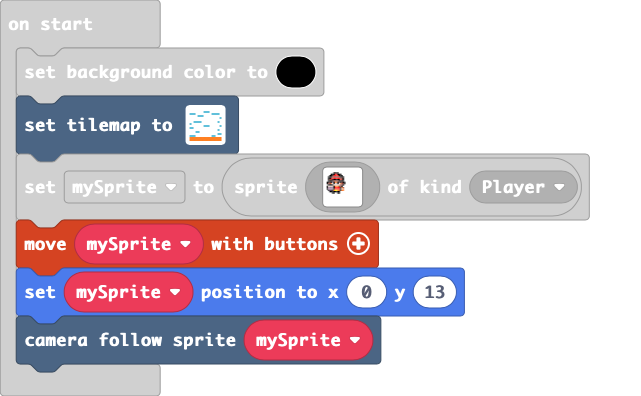 on start
set background color to
set tilemap to
set mySprite to sprite of kind Player
move mySprite with buttons
set mySprite position to x 0 y 13
camera follow sprite mySprite